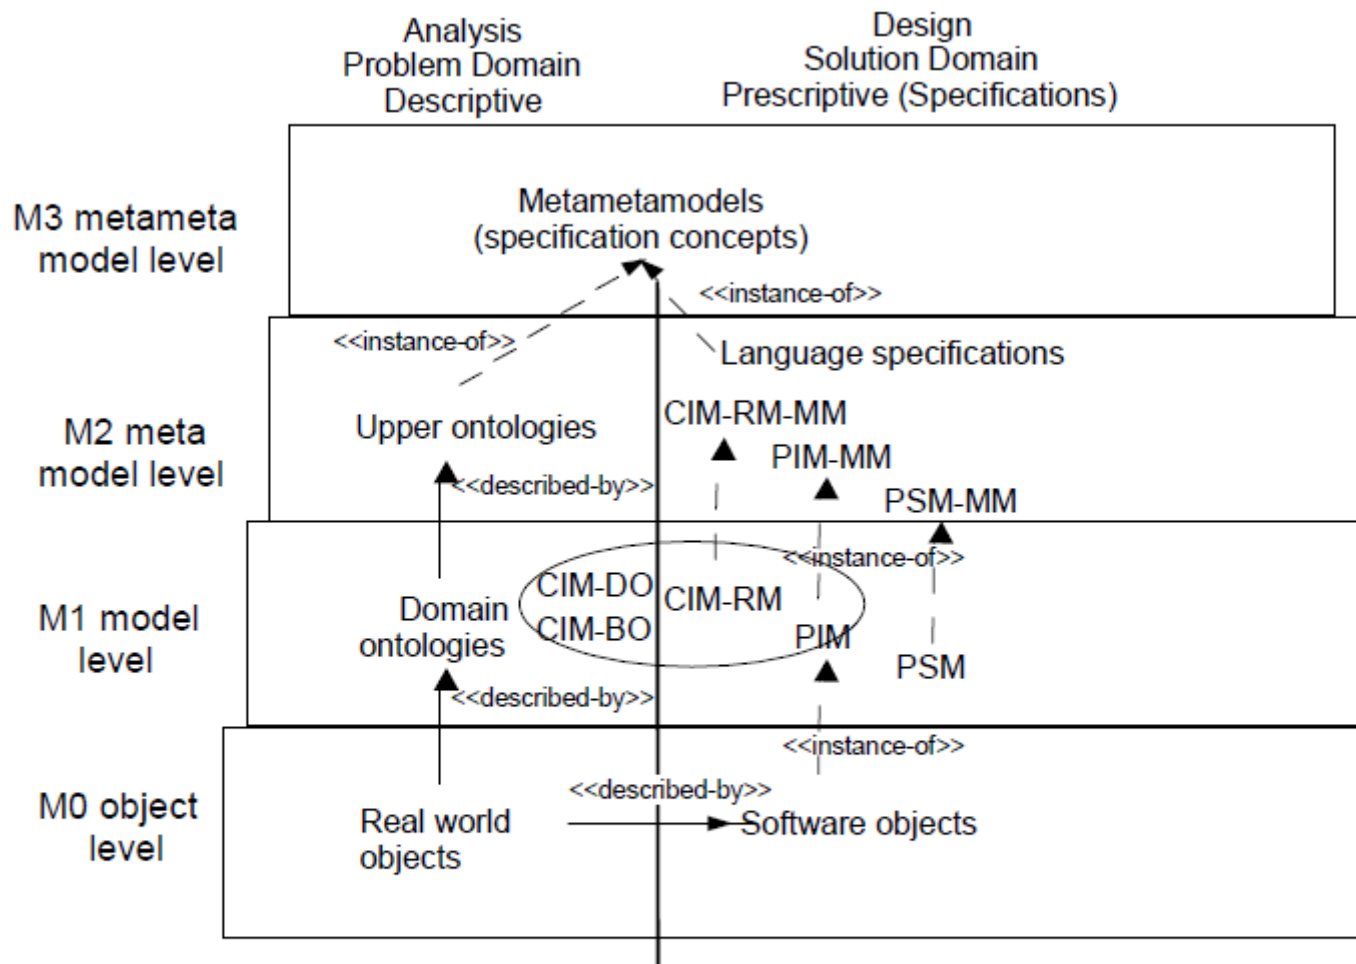 Analysis
Problem Domain
Descriptive
Design
Solution Domain
Prescriptive (Specifications)
M3 metameta
model level
Metametamodels
(specification concepts)
<<instance-of>>
<<instance-of>>
Language specifications
M2 meta
model level
Upper ontologies
CIM-RM-MM
PIM-MM
PSM-MM
<<described-by>>
<<instance-of>>
M1 model
level
Domain
ontologies
CIM-DO
CIM-BO
CIM-RM
PIM
PSM
<<described-by>>
<<instance-of>>
M0 object
level
<<described-by>>
Real world
objects
Software objects